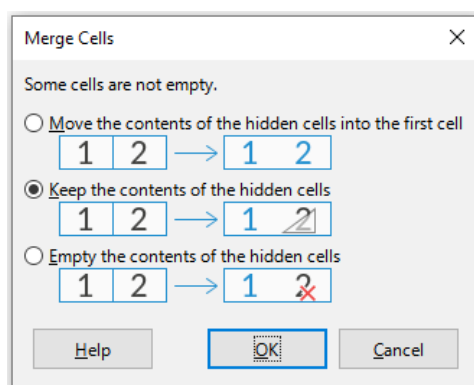 Merge Cells
Some cells are not empty.
Move the contents of the hidden cells into the first cell
1 2 1 2
Keep the contents of the hidden cells
1 2 1 2
Empty the contents of the hidden cells
1 2 1 2
Help OK Cancel